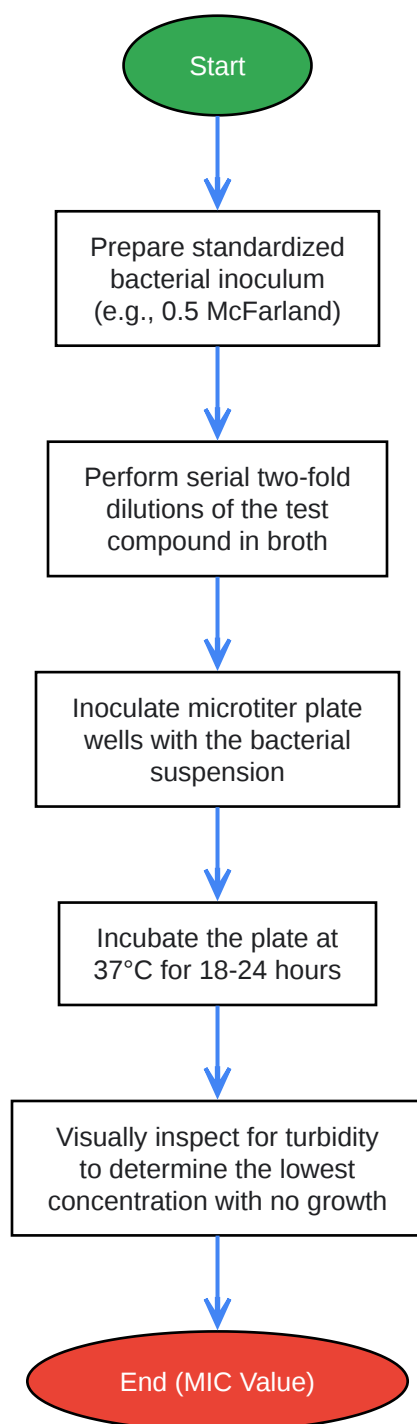 Start
Prepare standardized
bacterial inoculum
(e.g., 0.5 McFarland)
Perform serial two-fold
dilutions of the test
compound in broth
Inoculate microtiter plate
wells with the bacterial
suspension
Incubate the plate at
37°C for 18-24 hours
Visually inspect for turbidity
to determine the lowest
concentration with no growth
End (MIC Value)